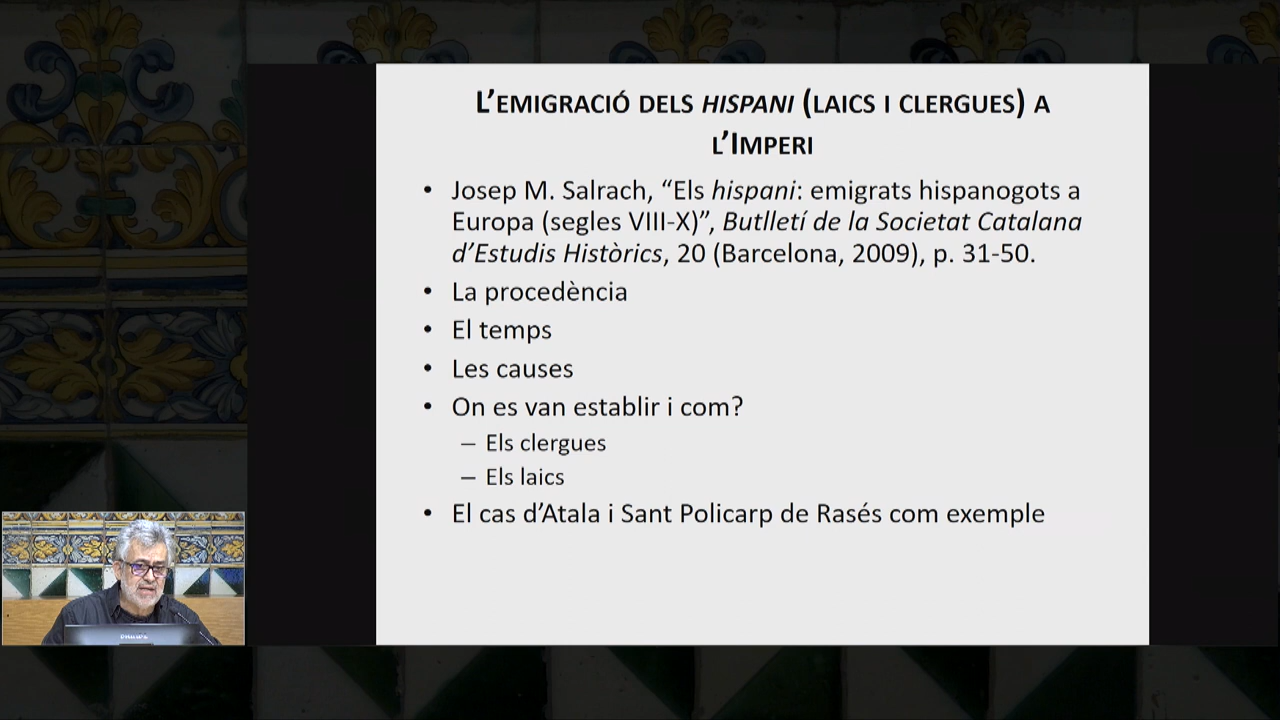 L’EMIGRACIÓ DELS HISPANI (LAICS I CLERGUES) A
L’IMPERI
• Josep M. Salrach, “Els hispani: emigrats hispanogots a
Europa (segles VIII-X)”, Butlletí de la Societat Catalana
d’Estudis Històrics, 20 (Barcelona, 2009), p. 31-50.
• La procedència
• El temps
• Les causes
• On es van establir i com?
– Els clergues
– Els laics
• El cas d’Atala i Sant Policarp de Rasés com exemple